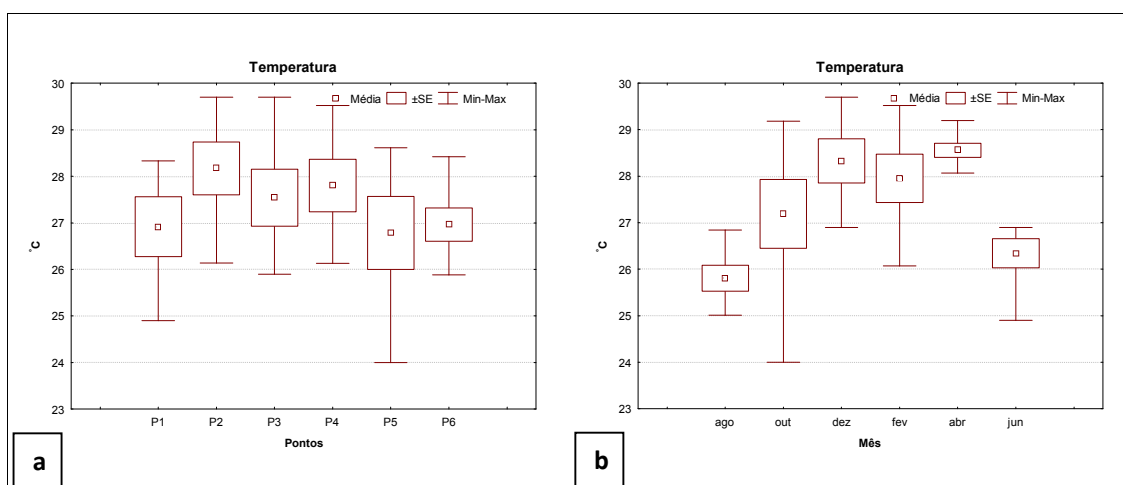 Temperatura
30
29
28
27
26
25
24
23
°C
Média ±SE Min-Max
P1 P2 P3 P4 P5 P6
Pontos
a
Temperatura
30
29
28
27
26
25
24
23
°C
Média ±SE Min-Max
ago out dez fev abr jun
Mês
b